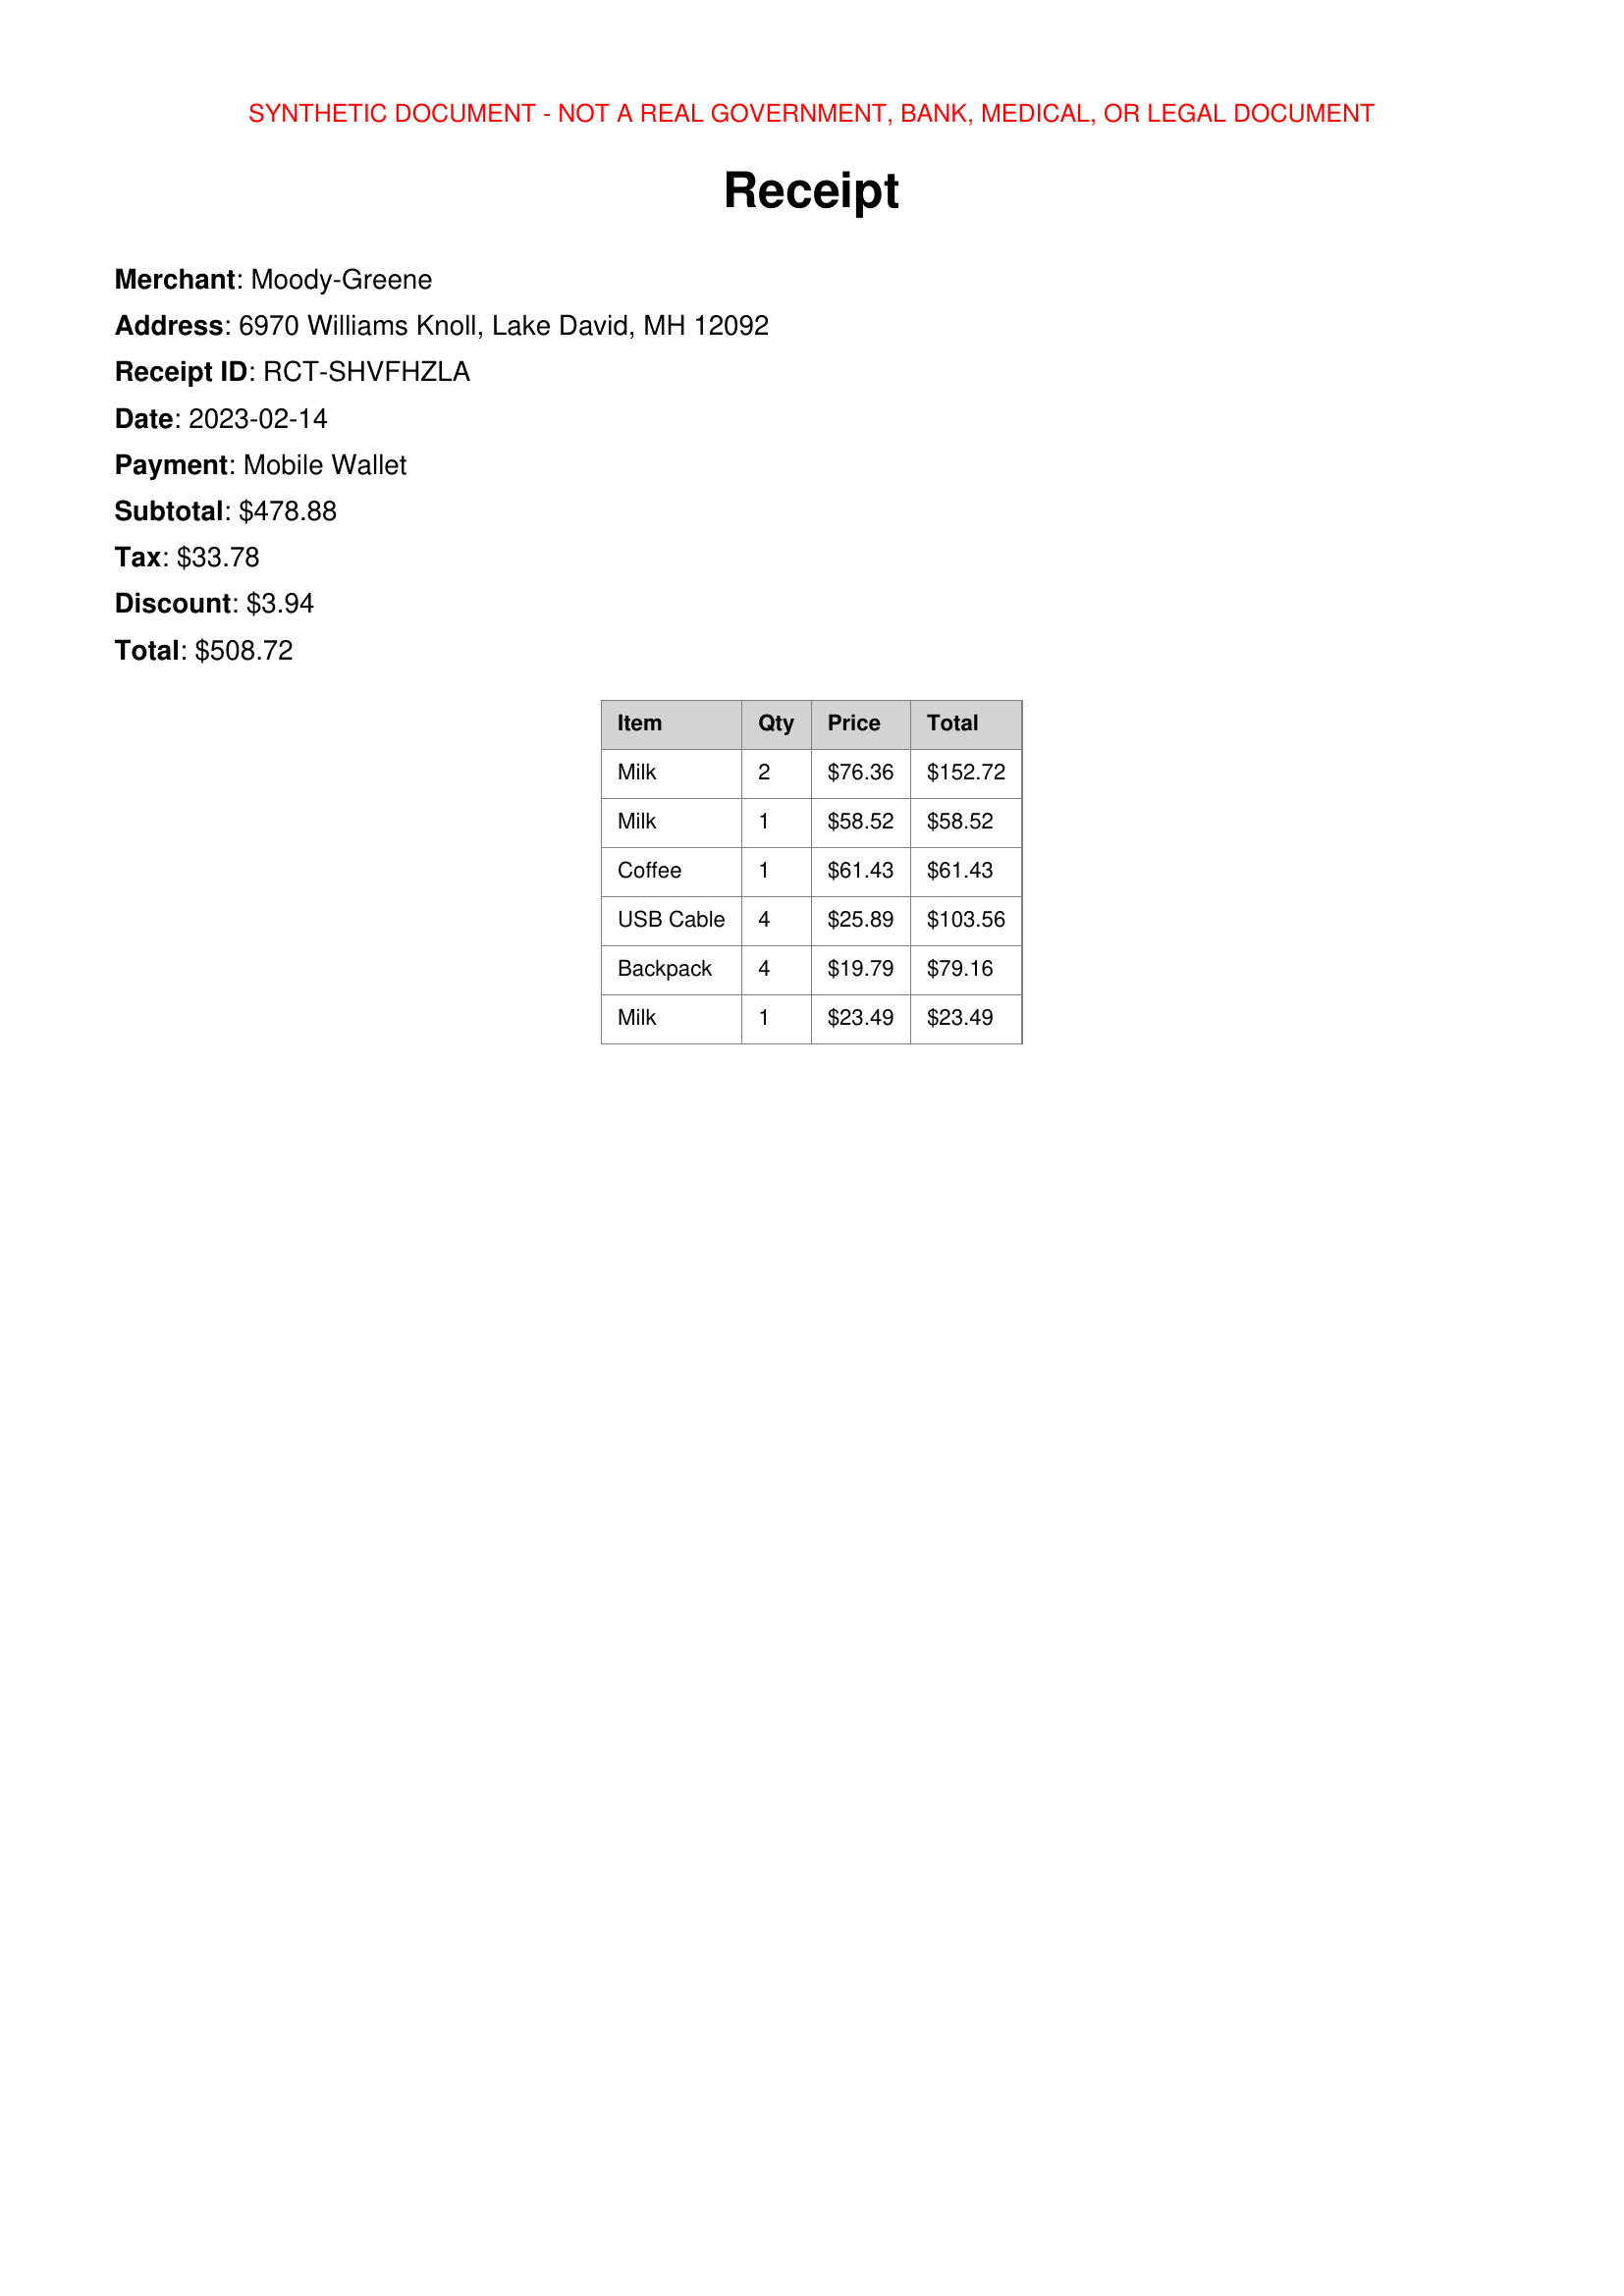 SYNTHETIC DOCUMENT - NOT A REAL GOVERNMENT, BANK, MEDICAL, OR LEGAL DOCUMENT
Receipt
Merchant: Moody-Greene
Address: 6970 Williams Knoll, Lake David, MH 12092
Receipt ID: RCT-SHVFHZLA
Date: 2023-02-14
Payment: Mobile Wallet
Subtotal: $478.88
Tax: $33.78
Discount: $3.94
Total: $508.72
Item Qty Price Total
Milk 2 $76.36 $152.72
Milk 1 $58.52 $58.52
Coffee 1 $61.43 $61.43
USB Cable 4 $25.89 $103.56
Backpack 4 $19.79 $79.16
Milk 1 $23.49 $23.49